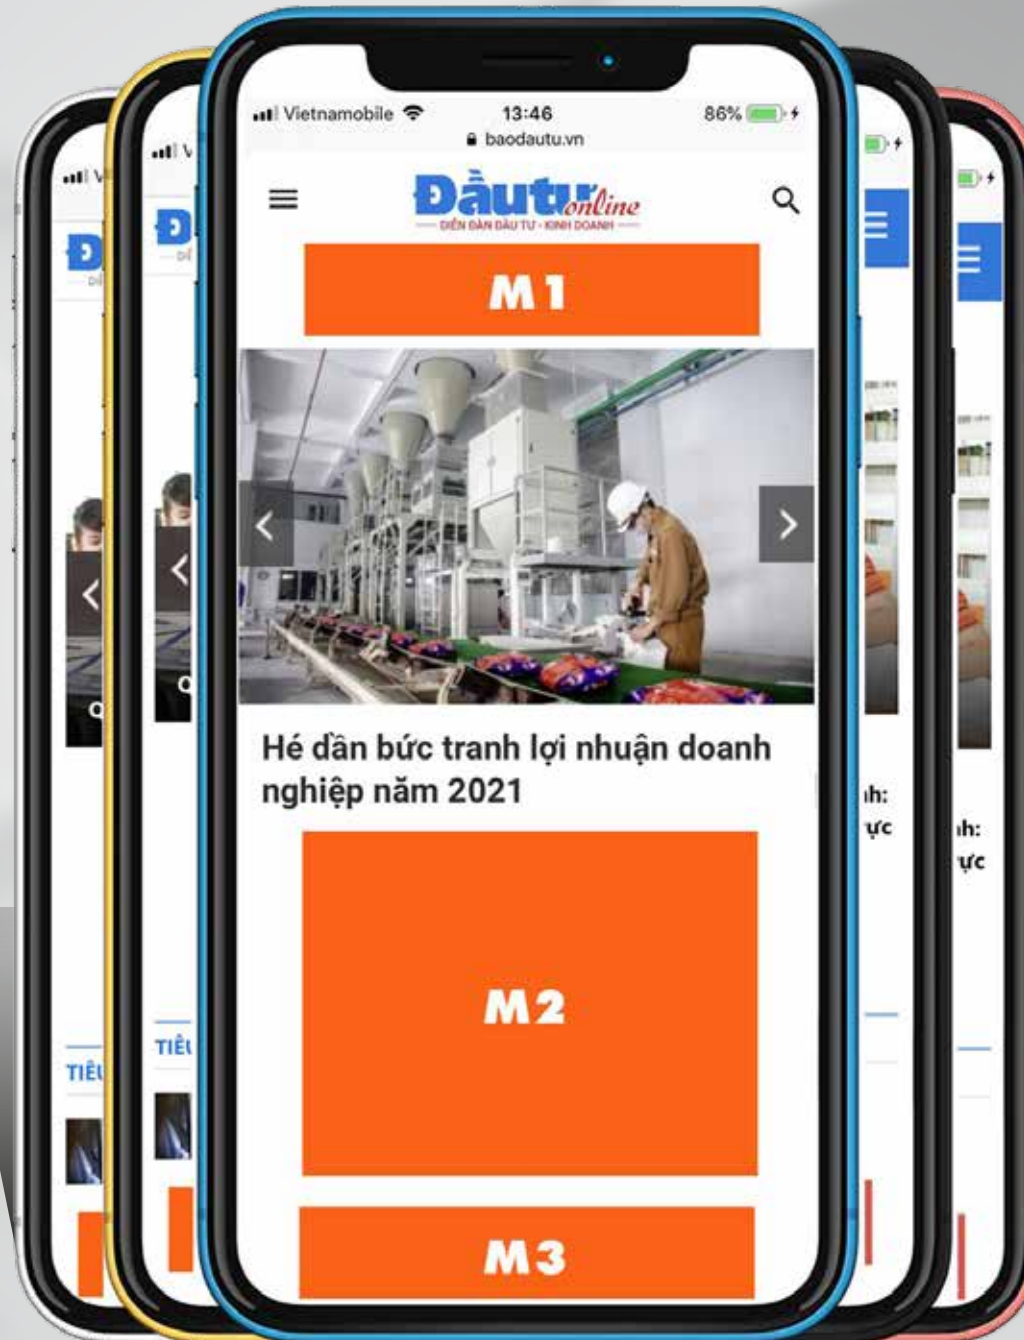 Vietnamobile 13:46 86%
baodautu.vn
Đầutư online
DIỄN ĐÀN ĐẦU TƯ - KINH DOANH
M1
Hé dần bức tranh lợi nhuận doanh
nghiệp năm 2021
M2
M3